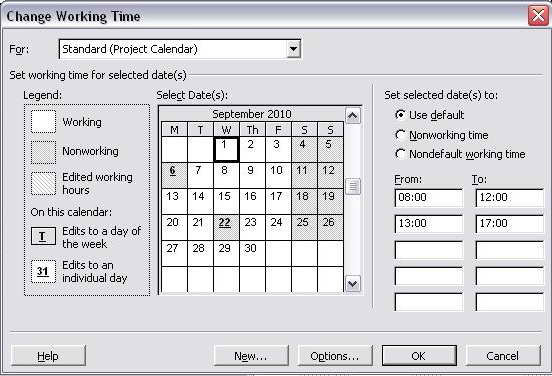 Change Working Time
For: Standard (Project Calendar)
Set working time for selected date(s)
Legend:
Working
Nonworking
Edited working
hours
On this calendar:
T Edits to a day of
the week
31 Edits to an
individual day
Select Date(s):
September 2010
M T W Th F S S
1 2 3 4 5
6 7 8 9 10 11 12
13 14 15 16 17 18 19
20 21 22 23 24 25 26
27 28 29 30
Set selected date(s) to:
Use default
Nonworking time
Nondefault working time
From: To:
08:00 12:00
13:00 17:00
Help New... Options... OK Cancel